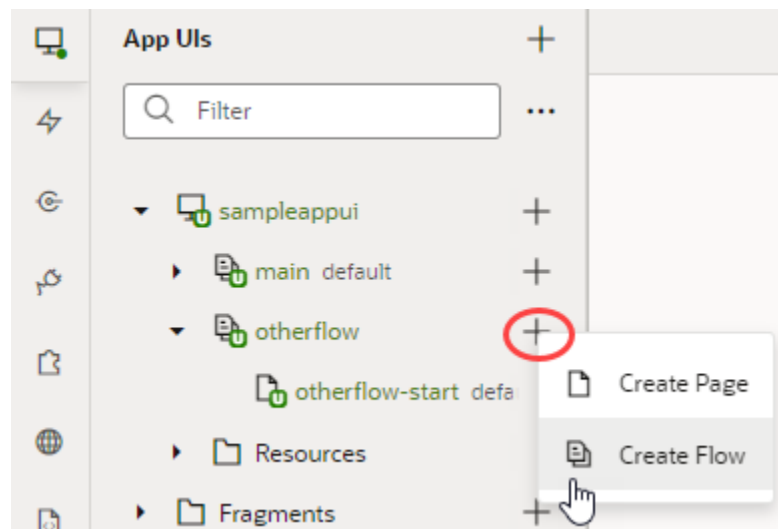 App UIs
Filter
sampleappui
main default
otherflow
otherflow-start defa
Create Page
Resources
Create Flow
Fragments